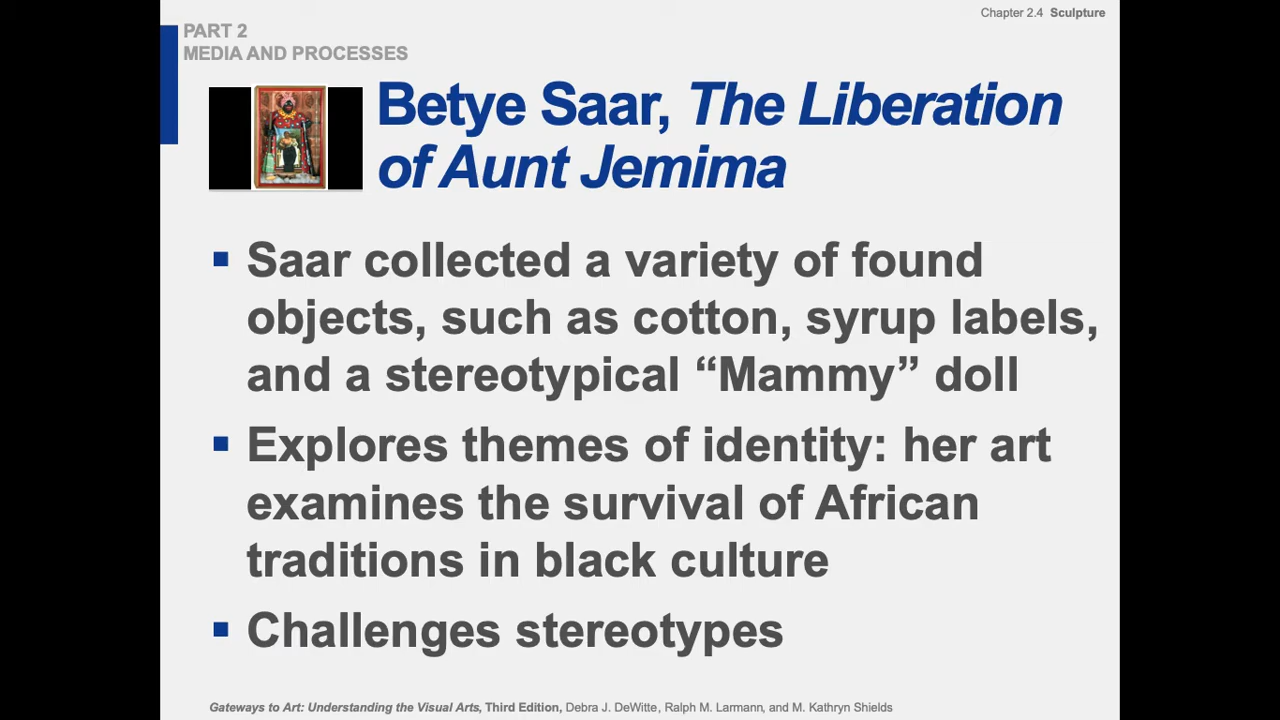 Chapter 2.4 Sculpture
PART 2
MEDIA AND PROCESSES
Betye Saar, The Liberation
of Aunt Jemima
▪ Saar collected a variety of found
objects, such as cotton, syrup labels,
and a stereotypical “Mammy” doll
▪ Explores themes of identity: her art
examines the survival of African
traditions in black culture
▪ Challenges stereotypes
Gateways to Art: Understanding the Visual Arts, Third Edition, Debra J. DeWitte, Ralph M. Larmann, and M. Kathryn Shields